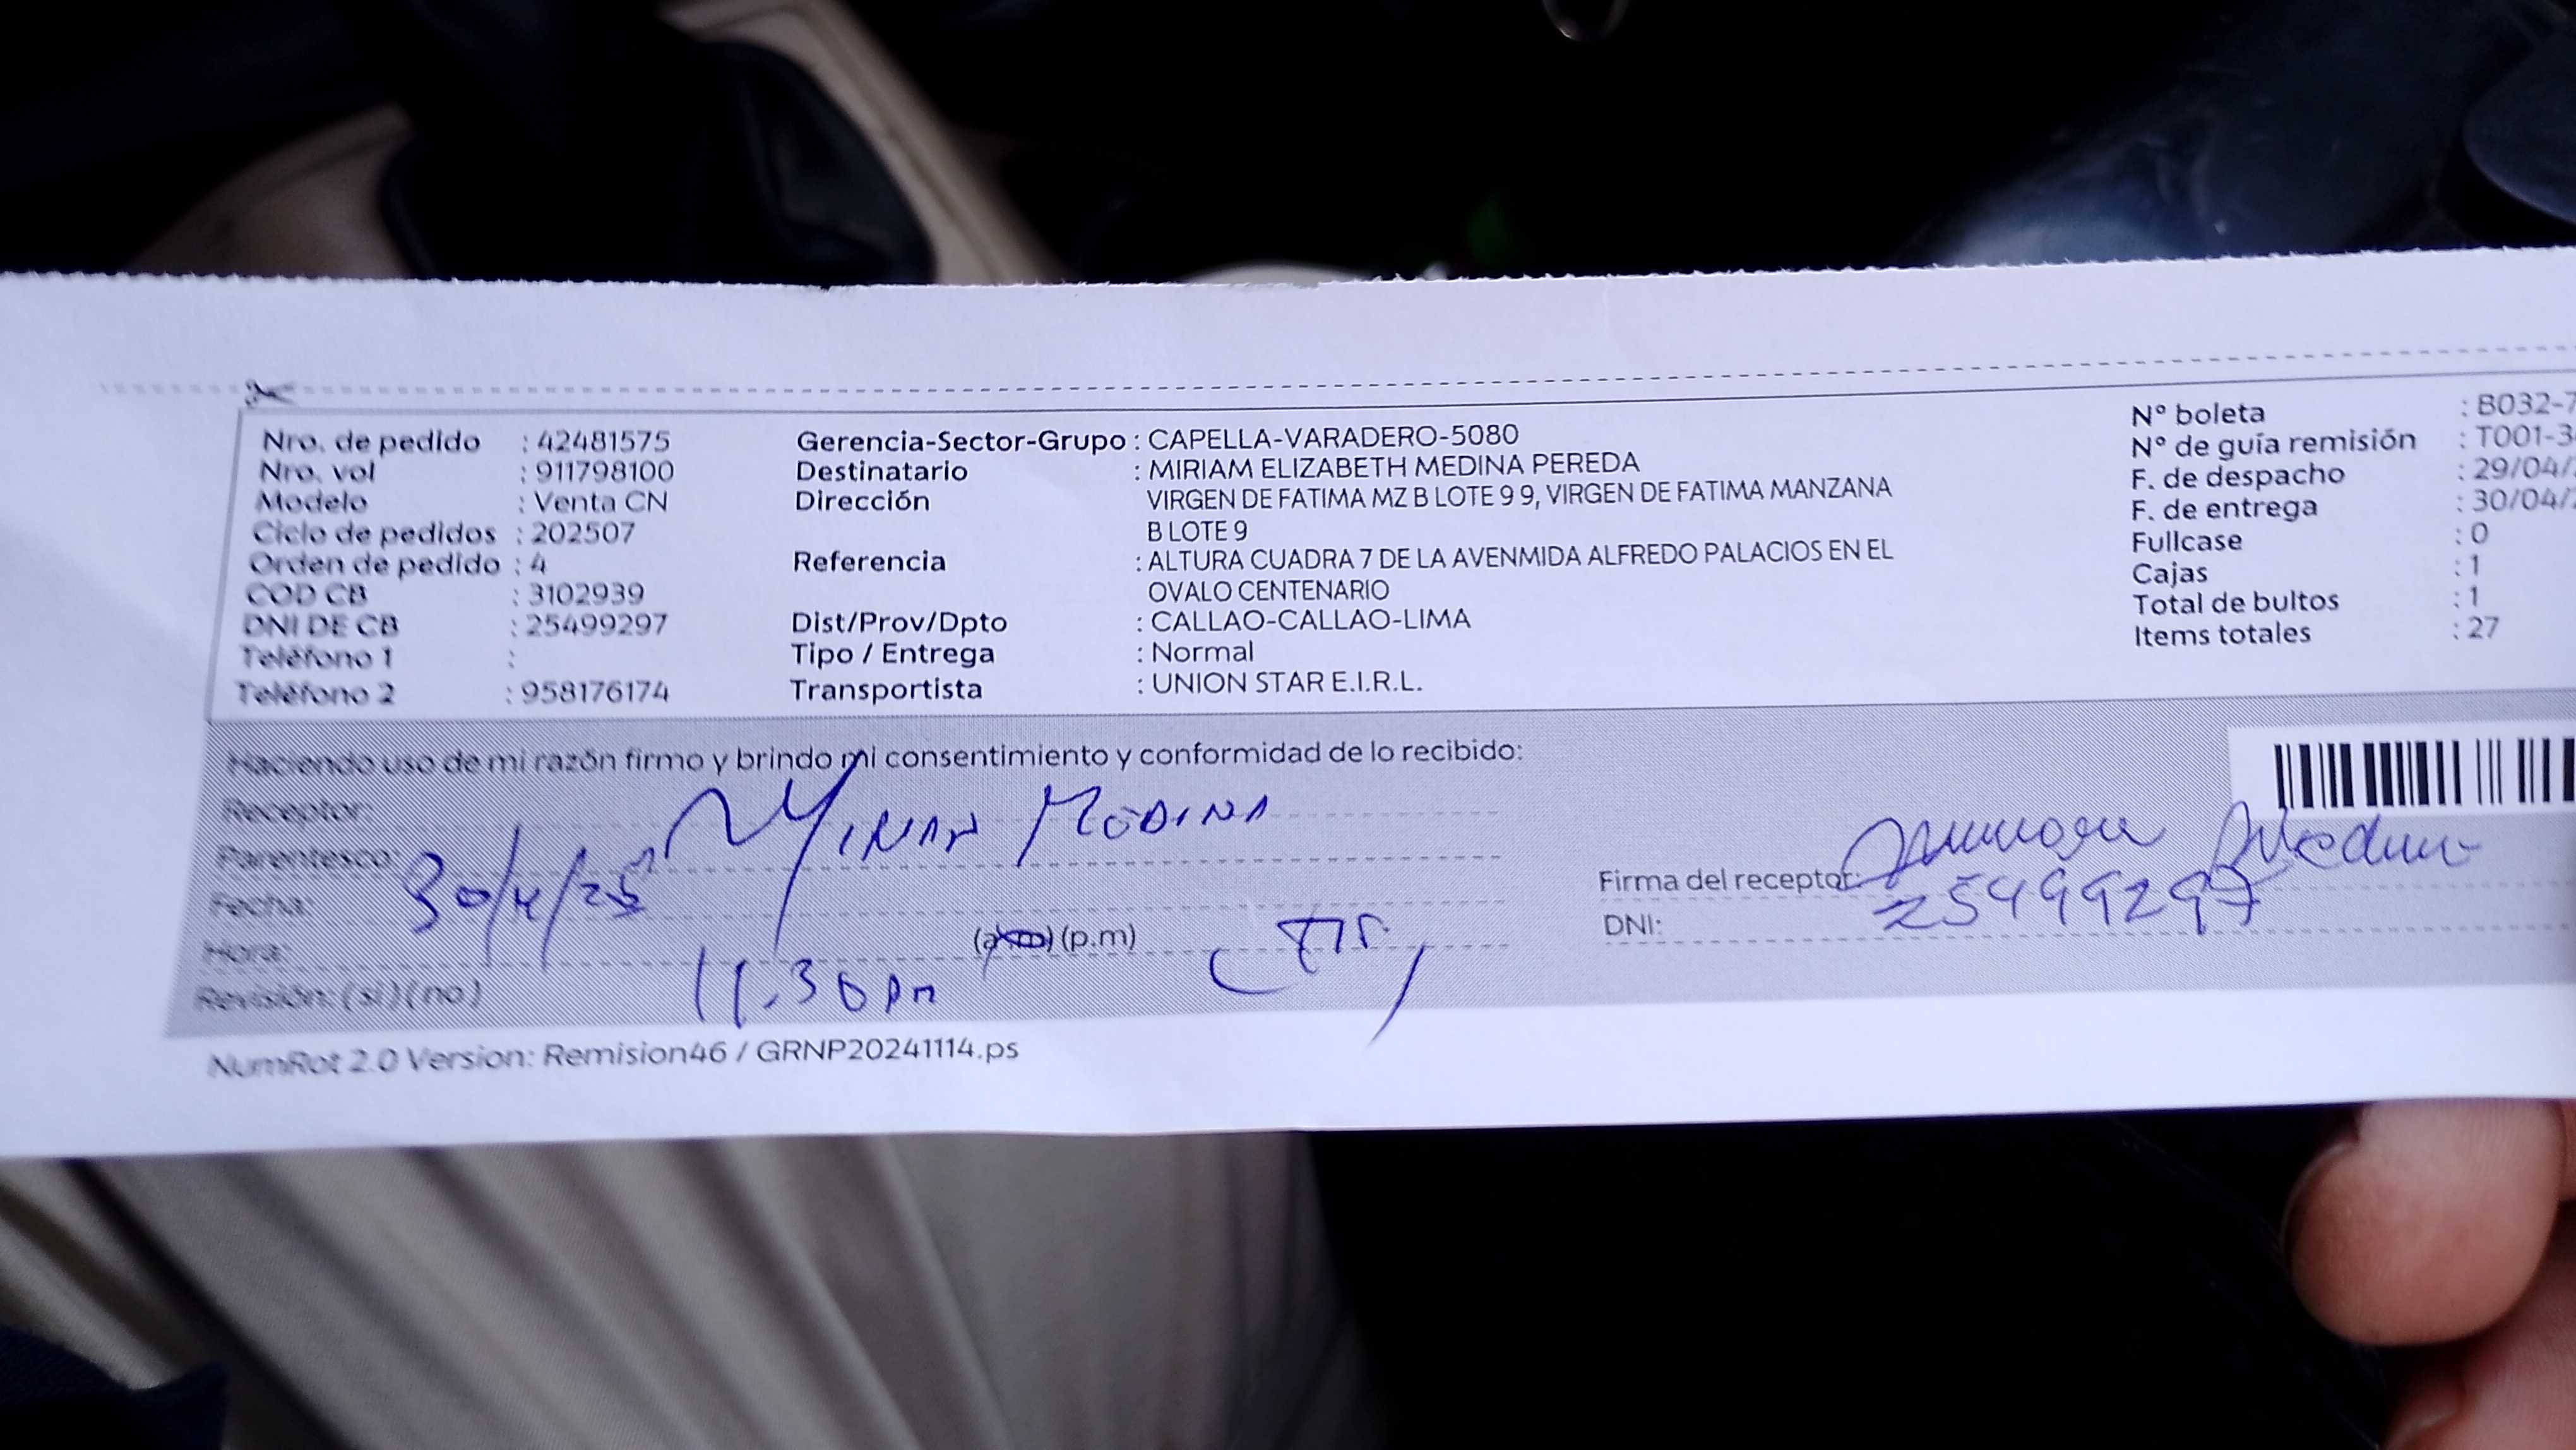 Nro. de pedido : 42481575
Nro. vol : 911798100
Modelo : Venta CN
Ciclo de pedidos : 202507
Orden de pedido : 4
COD CB : 3102939
DNI DE CB : 25499297
Teléfono 1 :
Teléfono 2 : 958176174
Gerencia-Sector-Grupo : CAPELLA-VARADERO-5080
Destinatario : MIRIAM ELIZABETH MEDINA PEREDA
Dirección VIRGEN DE FATIMA MZ B LOTE 9 9, VIRGEN DE FATIMA MANZANA
B LOTE 9
Referencia : ALTURA CUADRA 7 DE LA AVENMIDA ALFREDO PALACIOS EN EL
OVALO CENTENARIO
Dist/Prov/Dpto : CALLAO-CALLAO-LIMA
Tipo / Entrega : Normal
Transportista : UNION STAR E.I.R.L.
N° boleta : B032-7
N° de guía remisión : T001-3
F. de despacho : 29/04/
F. de entrega : 30/04/
Fullcase : 0
Cajas : 1
Total de bultos : 1
Items totales : 27
Haciendo uso de mi razón firmo y brindo mi consentimiento y conformidad de lo recibido:
Receptor:
Parentesco:
Fecha: 30/4/25
Hora: (a.m) (p.m)
11.30 pm
Revisión: (si) (no)
Firma del receptor:
DNI: 25499297
NumRot 2.0 Version: Remision46 / GRNP20241114.ps